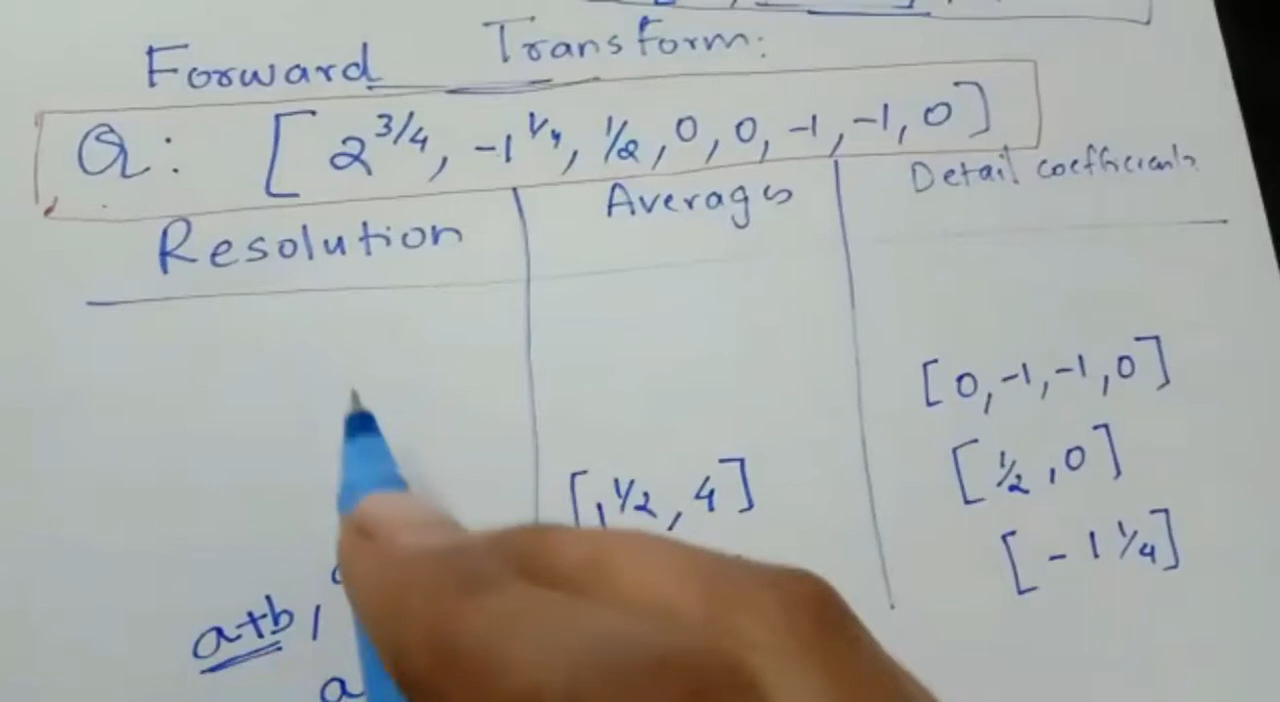 Forward Transform:
Q: [2^3/4, -1^1/4, 1/2, 0, 0, -1, -1, 0]
Resolution Averages Detail coefficients
[0, -1, -1, 0]
[1/2, 0]
[1 1/2, 4]
[-1 1/4]
a+b,
a